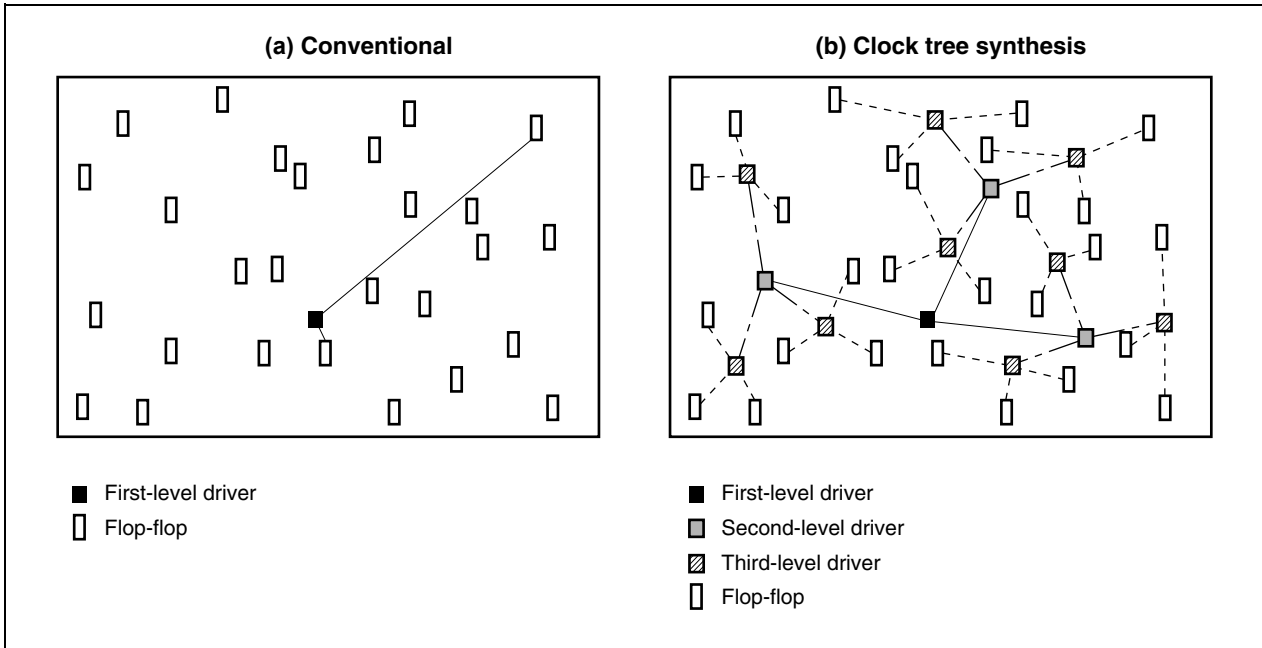 (a) Conventional
(b) Clock tree synthesis
First-level driver
Flop-flop
First-level driver
Second-level driver
Third-level driver
Flop-flop